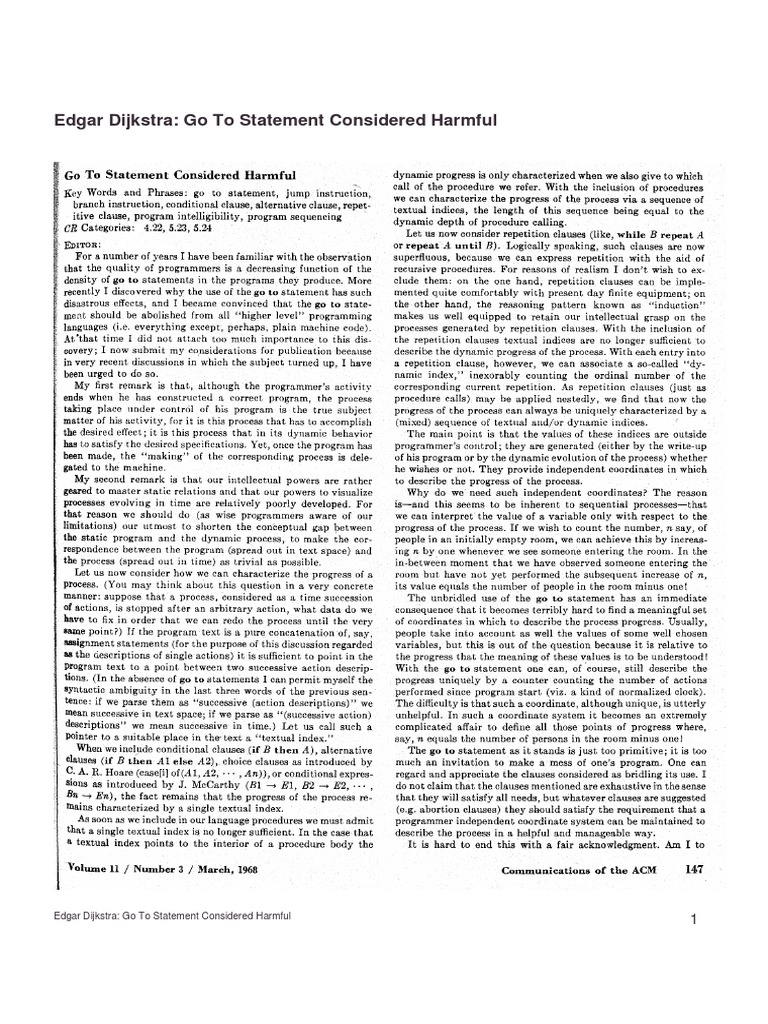 Edgar Dijkstra: Go To Statement Considered Harmful
Go To Statement Considered Harmful
Key Words and Phrases: go to statement, jump instruction,
branch instruction, conditional clause, alternative clause, repet-
itive clause, program intelligibility, program sequencing
CR Categories: 4.22, 5.23, 5.24
EDITOR:
For a number of years I have been familiar with the observation
that the quality of programmers is a decreasing function of the
density of go to statements in the programs they produce. More
recently I discovered why the use of the go to statement has such
disastrous effects, and I became convinced that the go to state-
ment should be abolished from all "higher level" programming
languages (i.e. everything except, perhaps, plain machine code).
At that time I did not attach too much importance to this dis-
covery; I now submit my considerations for publication because
in very recent discussions in which the subject turned up, I have
been urged to do so.
My first remark is that, although the programmer's activity
ends when he has constructed a correct program, the process
taking place under control of his program is the true subject
matter of his activity, for it is this process that has to accomplish
the desired effect; it is this process that in its dynamic behavior
has to satisfy the desired specifications. Yet, once the program has
been made, the "making" of the corresponding process is dele-
gated to the machine.
My second remark is that our intellectual powers are rather
geared to master static relations and that our powers to visualize
processes evolving in time are relatively poorly developed. For
that reason we should do (as wise programmers aware of our
limitations) our utmost to shorten the conceptual gap between
the static program and the dynamic process, to make the cor-
respondence between the program (spread out in text space) and
the process (spread out in time) as trivial as possible.
Let us now consider how we can characterize the progress of a
process. (You may think about this question in a very concrete
manner: suppose that a process, considered as a time succession
of actions, is stopped after an arbitrary action, what data do we
have to fix in order that we can redo the process until the very
same point?) If the program text is a pure concatenation of, say,
assignment statements (for the purpose of this discussion regarded
as the descriptions of single actions) it is sufficient to point in the
program text to a point between two successive action descrip-
tions. (In the absence of go to statements I can permit myself the
syntactic ambiguity in the last three words of the previous sen-
tence: if we parse them as "successive (action descriptions)" we
mean successive in text space; if we parse as "(successive action)
descriptions" we mean successive in time.) Let us call such a
pointer to a suitable place in the text a "textual index."
When we include conditional clauses (if B then A), alternative
clauses (if B then A1 else A2), choice clauses as introduced by
C. A. R. Hoare (case[i] of (A1, A2, ··· , An)), or conditional expres-
sions as introduced by J. McCarthy (B1 → E1, B2 → E2, ··· ,
Bn → En), the fact remains that the progress of the process re-
mains characterized by a single textual index.
As soon as we include in our language procedures we must admit
that a single textual index is no longer sufficient. In the case that
a textual index points to the interior of a procedure body the
dynamic progress is only characterized when we also give to which
call of the procedure we refer. With the inclusion of procedures
we can characterize the progress of the process via a sequence of
textual indices, the length of this sequence being equal to the
dynamic depth of procedure calling.
Let us now consider repetition clauses (like, while B repeat A
or repeat A until B). Logically speaking, such clauses are now
superfluous, because we can express repetition with the aid of
recursive procedures. For reasons of realism I don't wish to ex-
clude them: on the one hand, repetition clauses can be imple-
mented quite comfortably with present day finite equipment; on
the other hand, the reasoning pattern known as "induction"
makes us well equipped to retain our intellectual grasp on the
processes generated by repetition clauses. With the inclusion of
the repetition clauses textual indices are no longer sufficient to
describe the dynamic progress of the process. With each entry into
a repetition clause, however, we can associate a so-called "dy-
namic index," inexorably counting the ordinal number of the
corresponding current repetition. As repetition clauses (just as
procedure calls) may be applied nestedly, we find that now the
progress of the process can always be uniquely characterized by a
(mixed) sequence of textual and/or dynamic indices.
The main point is that the values of these indices are outside
programmer's control; they are generated (either by the write-up
of his program or by the dynamic evolution of the process) whether
he wishes or not. They provide independent coordinates in which
to describe the progress of the process.
Why do we need such independent coordinates? The reason
is—and this seems to be inherent to sequential processes—that
we can interpret the value of a variable only with respect to the
progress of the process. If we wish to count the number, n say, of
people in an initially empty room, we can achieve this by increas-
ing n by one whenever we see someone entering the room. In the
in-between moment that we have observed someone entering the
room but have not yet performed the subsequent increase of n,
its value equals the number of people in the room minus one!
The unbridled use of the go to statement has an immediate
consequence that it becomes terribly hard to find a meaningful set
of coordinates in which to describe the process progress. Usually,
people take into account as well the values of some well chosen
variables, but this is out of the question because it is relative to
the progress that the meaning of these values is to be understood!
With the go to statement one can, of course, still describe the
progress uniquely by a counter counting the number of actions
performed since program start (viz. a kind of normalized clock).
The difficulty is that such a coordinate, although unique, is utterly
unhelpful. In such a coordinate system it becomes an extremely
complicated affair to define all those points of progress where,
say, n equals the number of persons in the room minus one!
The go to statement as it stands is just too primitive; it is too
much an invitation to make a mess of one's program. One can
regard and appreciate the clauses considered as bridling its use. I
do not claim that the clauses mentioned are exhaustive in the sense
that they will satisfy all needs, but whatever clauses are suggested
(e.g. abortion clauses) they should satisfy the requirement that a
programmer independent coordinate system can be maintained to
describe the process in a helpful and manageable way.
It is hard to end this with a fair acknowledgment. Am I to
Volume 11 / Number 3 / March, 1968
Communications of the ACM 147
Edgar Dijkstra: Go To Statement Considered Harmful
1